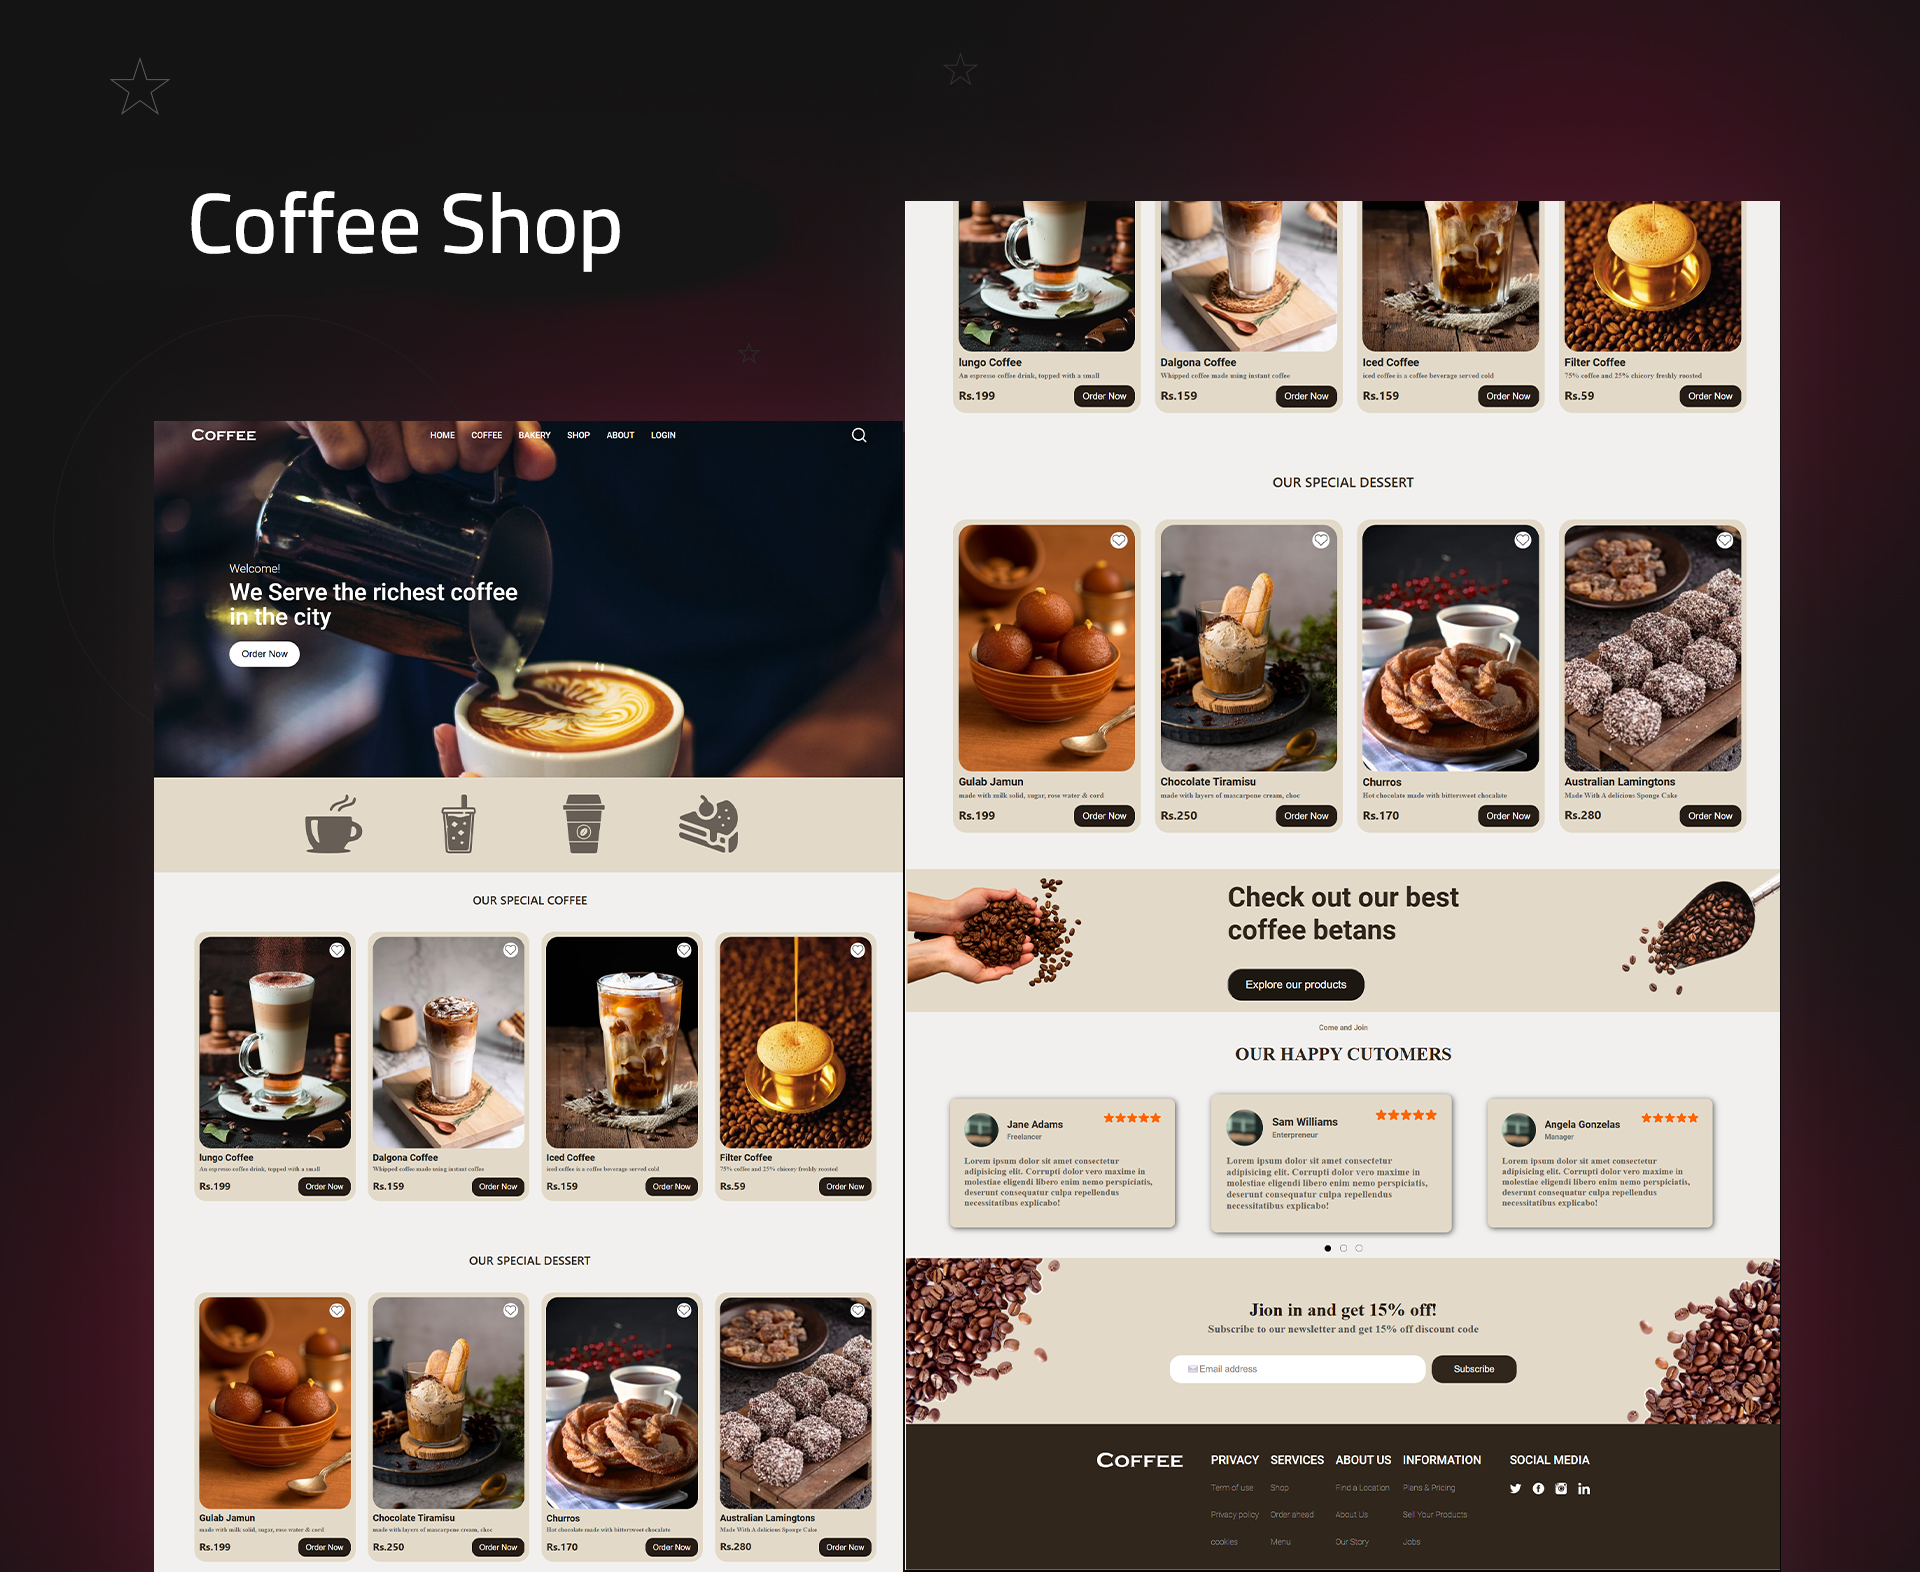 Coffee Shop
COFFEE
HOME COFFEE BAKERY SHOP ABOUT LOGIN
Welcome!
We Serve the richest coffee
in the city
Order Now
OUR SPECIAL COFFEE
lungo Coffee
An espresso coffee drink, topped with a small
Rs.199 Order Now
Dalgona Coffee
Whipped coffee made using instant coffee
Rs.159 Order Now
Iced Coffee
iced coffee is a coffee beverage served cold
Rs.159 Order Now
Filter Coffee
75% coffee and 25% chicory freshly roosted
Rs.59 Order Now
OUR SPECIAL DESSERT
Gulab Jamun
made with milk solid, sugar, rose water & cord
Rs.199 Order Now
Chocolate Tiramisu
made with layers of mascarpone cream, choc
Rs.250 Order Now
Churros
Hot chocolate made with bittersweet chocalate
Rs.170 Order Now
Australian Lamingtons
Made With A delicious Sponge Cake
Rs.280 Order Now
lungo Coffee
An espresso coffee drink, topped with a small
Rs.199 Order Now
Dalgona Coffee
Whipped coffee made using instant coffee
Rs.159 Order Now
Iced Coffee
iced coffee is a coffee beverage served cold
Rs.159 Order Now
Filter Coffee
75% coffee and 25% chicory freshly roosted
Rs.59 Order Now
OUR SPECIAL DESSERT
Gulab Jamun
made with milk solid, sugar, rose water & cord
Rs.199 Order Now
Chocolate Tiramisu
made with layers of mascarpone cream, choc
Rs.250 Order Now
Churros
Hot chocolate made with bittersweet chocalate
Rs.170 Order Now
Australian Lamingtons
Made With A delicious Sponge Cake
Rs.280 Order Now
Check out our best
coffee betans
Explore our products
Come and Join
OUR HAPPY CUTOMERS
Jane Adams
Freelancer
Lorem ipsum dolor sit amet consectetur
adipisicing elit. Corrupti dolor vero maxime in
molestiae eligendi libero enim nemo perspiciatis,
deserunt consequatur culpa repellendus
necessitatibus explicabo!
Sam Williams
Enterpreneur
Lorem ipsum dolor sit amet consectetur
adipisicing elit. Corrupti dolor vero maxime in
molestiae eligendi libero enim nemo perspiciatis,
deserunt consequatur culpa repellendus
necessitatibus explicabo!
Angela Gonzelas
Manager
Lorem ipsum dolor sit amet consectetur
adipisicing elit. Corrupti dolor vero maxime in
molestiae eligendi libero enim nemo perspiciatis,
deserunt consequatur culpa repellendus
necessitatibus explicabo!
Jion in and get 15% off!
Subscribe to our newsletter and get 15% off discount code
Email address
Subscribe
COFFEE
PRIVACY SERVICES ABOUT US INFORMATION SOCIAL MEDIA
Term of use Shop Find a Location Plans & Pricing
Privacy policy Order ahead About Us Sell Your Products
cookies Menu Our Story Jobs